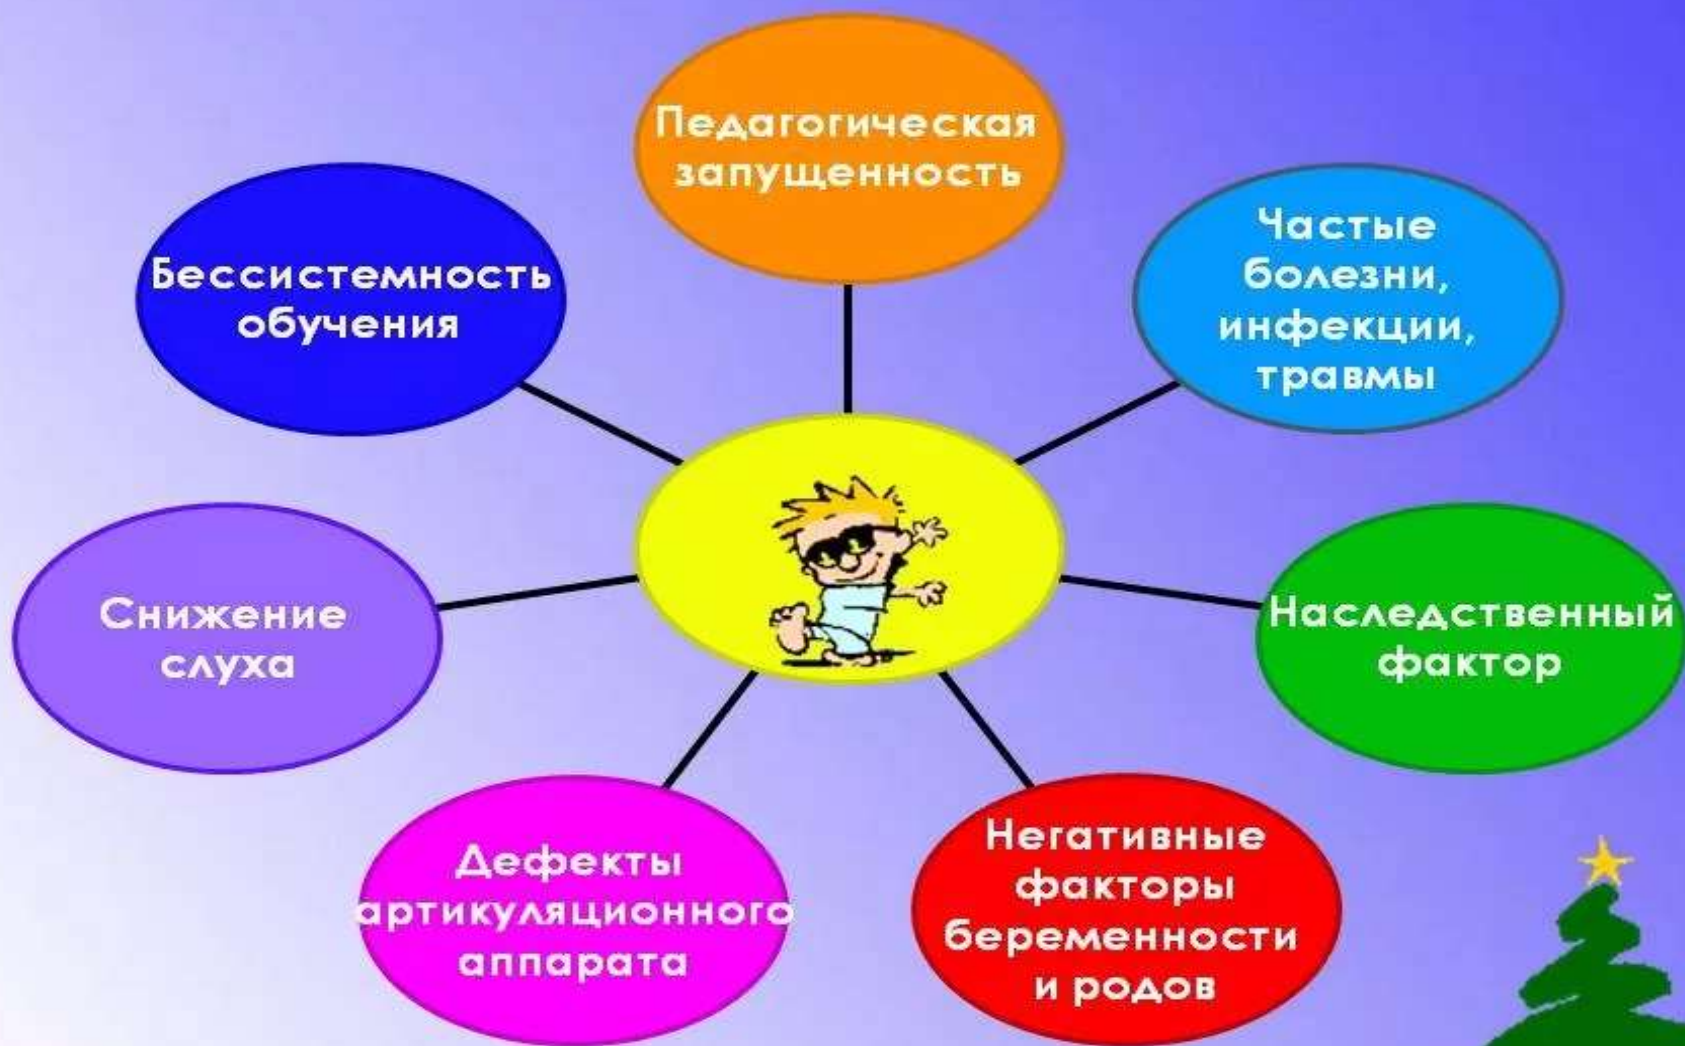 Педагогическая
запущенность
Бессистемность
обучения
Частые
болезни,
инфекции,
травмы
Снижение
слуха
Наследственный
фактор
Дефекты
артикуляционного
аппарата
Негативные
факторы
беременности
и родов